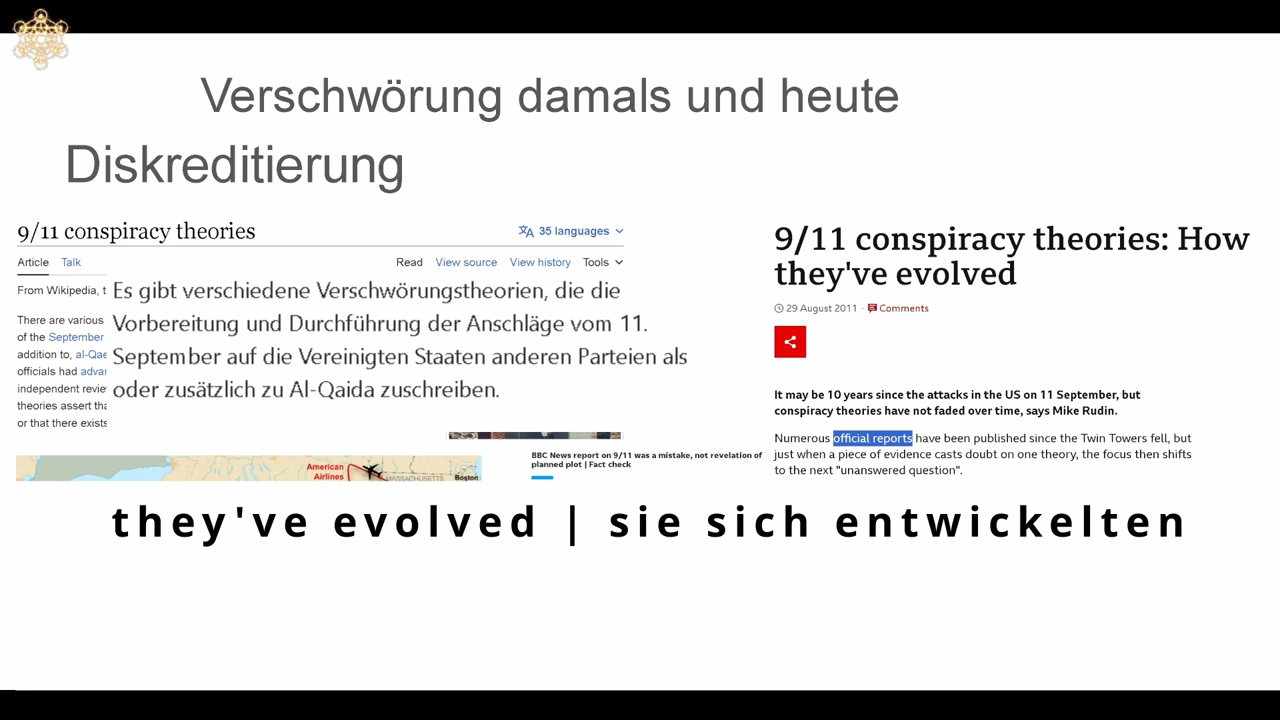 Verschwörung damals und heute
Diskreditierung
9/11 conspiracy theories
35 languages
Article Talk
Read View source View history Tools
From Wikipedia, t
There are various
of the September
addition to, al-Qae
officials had advar
independent revie
theories assert tha
or that there exists
Es gibt verschiedene Verschwörungstheorien, die die
Vorbereitung und Durchführung der Anschläge vom 11.
September auf die Vereinigten Staaten anderen Parteien als
oder zusätzlich zu Al-Qaida zuschreiben.
American
Airlines
MASSACHUSETTS
Boston
BBC News report on 9/11 was a mistake, not revelation of
planned plot | Fact check
9/11 conspiracy theories: How
they've evolved
29 August 2011 · Comments
It may be 10 years since the attacks in the US on 11 September, but
conspiracy theories have not faded over time, says Mike Rudin.
Numerous official reports have been published since the Twin Towers fell, but
just when a piece of evidence casts doubt on one theory, the focus then shifts
to the next "unanswered question".
they've evolved | sie sich entwickelten